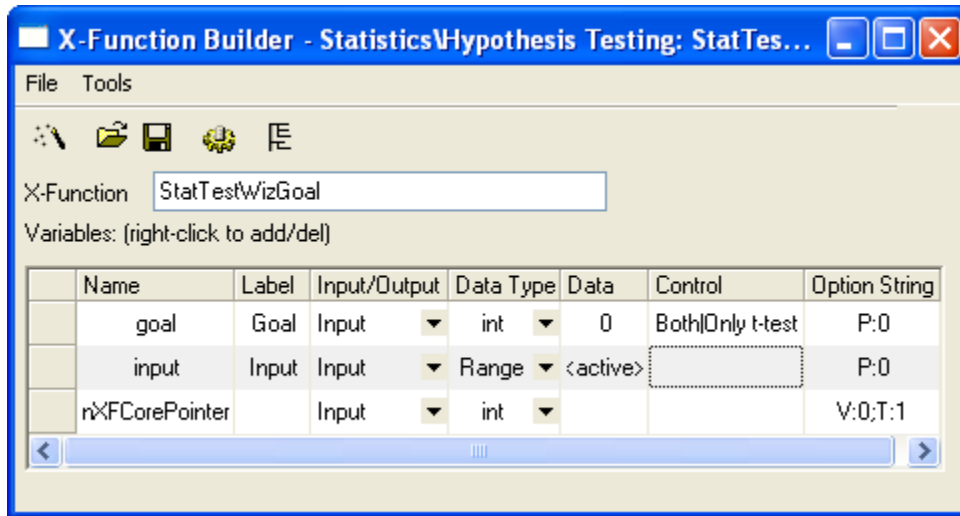 X-Function Builder - Statistics\Hypothesis Testing: StatTes...
File Tools
X-Function StatTestWizGoal
Variables: (right-click to add/del)
Name Label Input/Output Data Type Data Control Option String
goal Goal Input int 0 Both|Only t-test P:0
input Input Input Range <active> P:0
nXFCorePointer Input int V:0;T:1